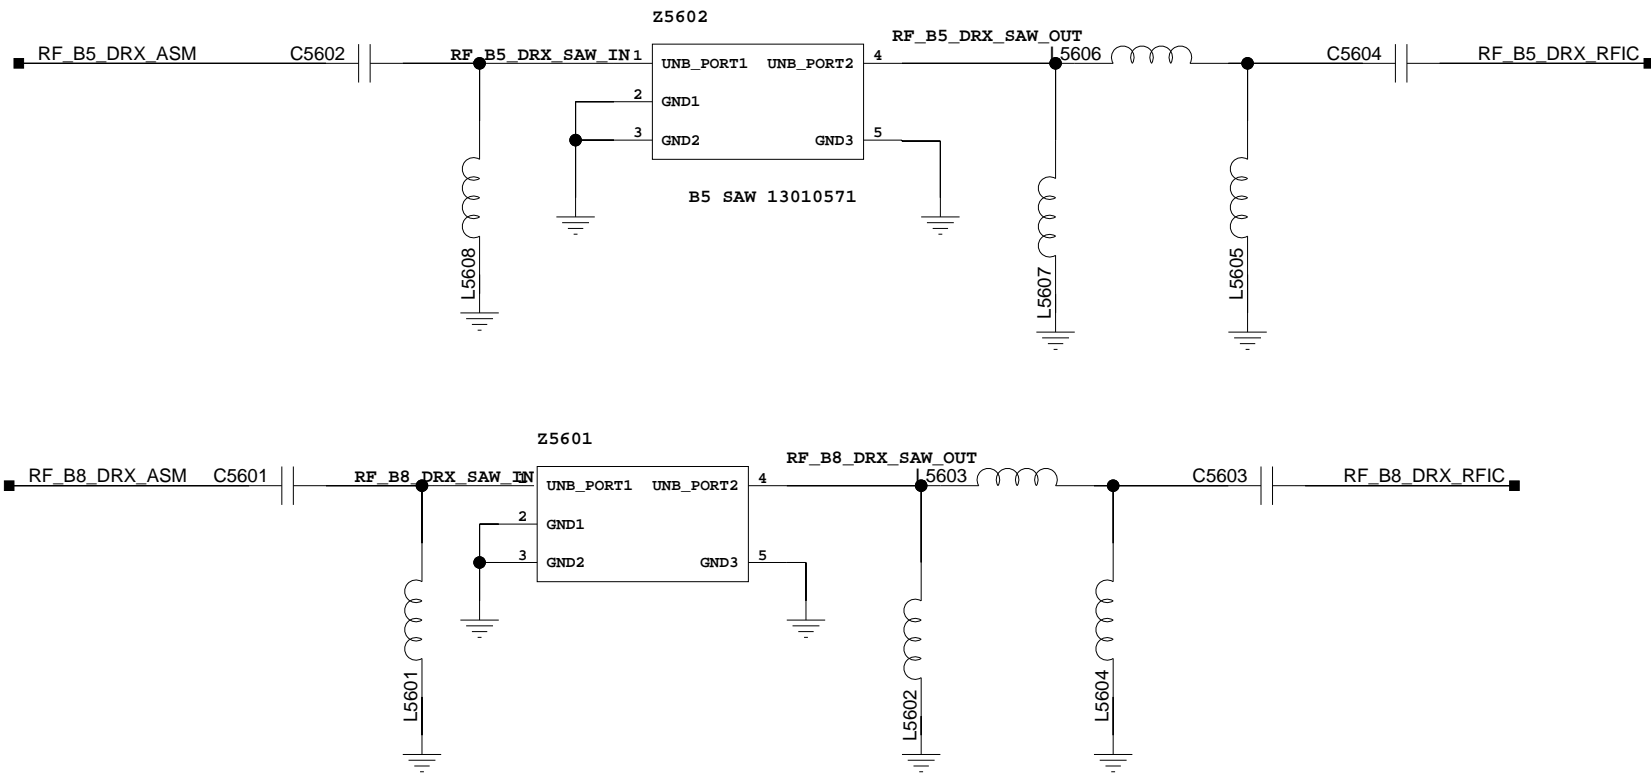 Z5602
RF_B5_DRX_ASM C5602 RF_B5_DRX_SAW_IN 1 UNB_PORT1 UNB_PORT2 4 RF_B5_DRX_SAW_OUT L5606 C5604 RF_B5_DRX_RFIC
2 GND1
3 GND2 GND3 5
B5 SAW 13010571
L5608
L5607
L5605
Z5601
RF_B8_DRX_ASM C5601 RF_B8_DRX_SAW_IN 1 UNB_PORT1 UNB_PORT2 4 RF_B8_DRX_SAW_OUT L5603 C5603 RF_B8_DRX_RFIC
2 GND1
3 GND2 GND3 5
L5601
L5602
L5604